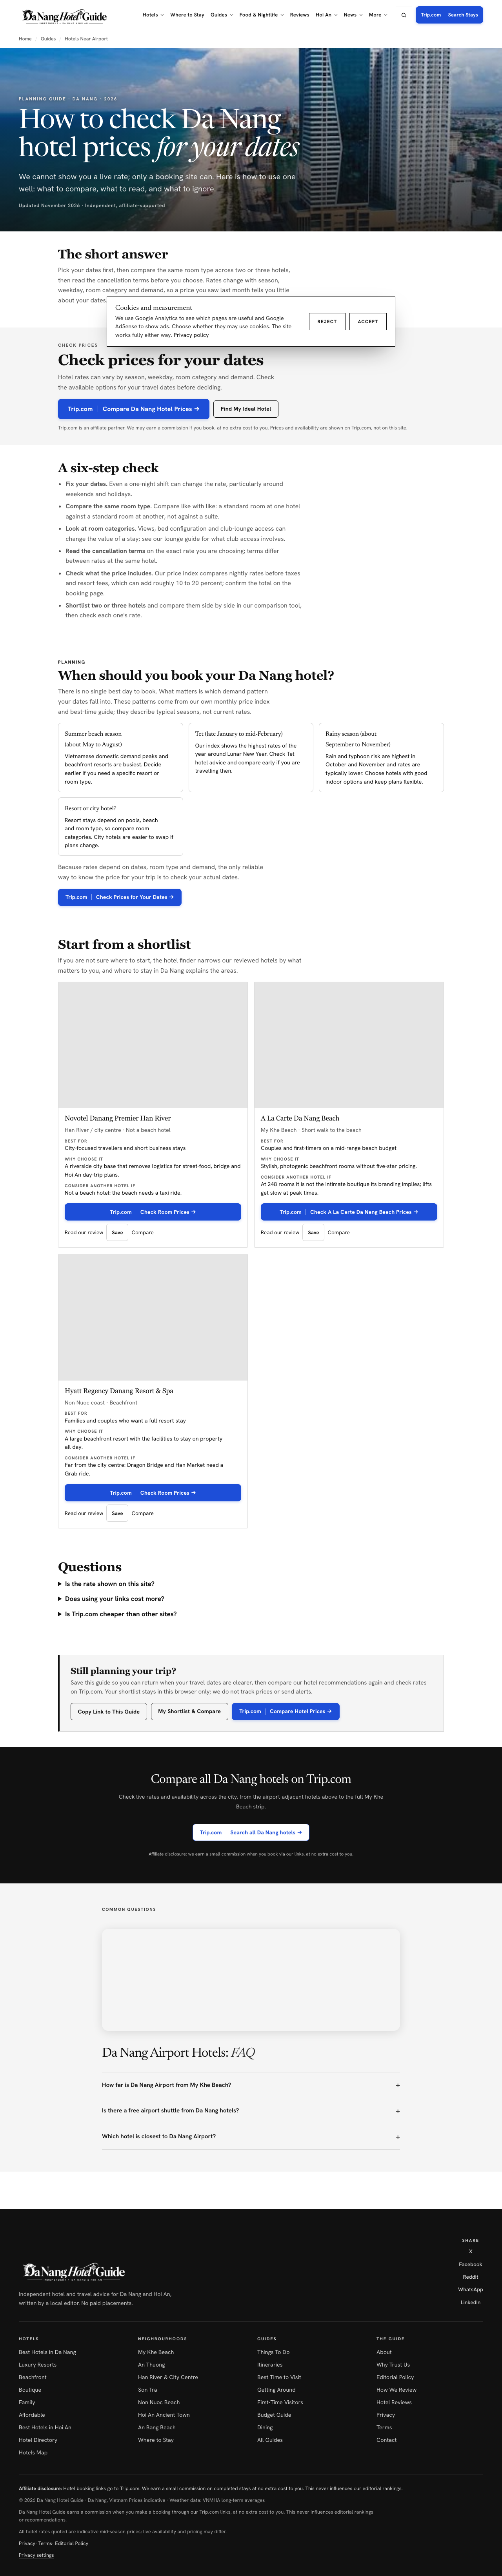 Da Nang Hotel Guide
Hotels
Where to Stay
Guides
Food & Nightlife
Reviews
Hoi An
News
More
Trip.com | Search Stays
Home
Guides
Hotels Near Airport
PLANNING GUIDE · DA NANG · 2026
How to check Da Nang
hotel prices for your dates
We cannot show you a live rate; only a booking site can. Here is how to use one
well: what to compare, what to read, and what to ignore.
Updated November 2026 · Independent, affiliate-supported
The short answer
Pick your dates first, then compare the same room type across two or three hotels,
then read the cancellation terms before you choose. Rates change with season,
weekday, room category and demand, so a price you saw last month tells you little
about your dates
Cookies and measurement
We use Google Analytics to see which pages are useful and Google
AdSense to show ads. Choose whether they may use cookies. The site
works fully either way. Privacy policy
REJECT
ACCEPT
CHECK PRICES
Check prices for your dates
Hotel rates can vary by season, weekday, room category and demand. Check
the available options for your travel dates before deciding.
Trip.com | Compare Da Nang Hotel Prices →
Find My Ideal Hotel
Trip.com is an affiliate partner. We may earn a commission if you book, at no extra cost to you. Prices and availability are shown on Trip.com, not on this site.
A six-step check
• Fix your dates. Even a one-night shift can change the rate, particularly around
weekends and holidays.
• Compare the same room type. Compare like with like: a standard room at one hotel
against a standard room at another, not against a suite.
• Look at room categories. Views, bed configuration and club-lounge access can
change the value of a stay; see our lounge guide for what club access involves.
• Read the cancellation terms on the exact rate you are choosing; terms differ
between rates at the same hotel.
• Check what the price includes. Our price index compares nightly rates before taxes
and resort fees, which can add roughly 10 to 20 percent; confirm the total on the
booking page.
• Shortlist two or three hotels and compare them side by side in our comparison tool,
then check each one's rate.
PLANNING
When should you book your Da Nang hotel?
There is no single best day to book. What matters is which demand pattern
your dates fall into. These patterns come from our own monthly price index
and best-time guide; they describe typical seasons, not current rates.
Summer beach season
(about May to August)
Vietnamese domestic demand peaks and
beachfront resorts are busiest. Decide
earlier if you need a specific resort or
room type.
Tet (late January to mid-February)
Our index shows the highest rates of the
year around Lunar New Year. Check Tet
hotel advice and compare early if you are
travelling then.
Rainy season (about
September to November)
Rain and typhoon risk are highest in
October and November and rates are
typically lower. Choose hotels with good
indoor options and keep plans flexible.
Resort or city hotel?
Resort stays depend on pools, beach
and room type, so compare room
categories. City hotels are easier to swap if
plans change.
Because rates depend on dates, room type and demand, the only reliable
way to know the price for your trip is to check your actual dates.
Trip.com | Check Prices for Your Dates →
Start from a shortlist
If you are not sure where to start, the hotel finder narrows our reviewed hotels by what
matters to you, and where to stay in Da Nang explains the areas.
Novotel Danang Premier Han River
Han River / city centre · Not a beach hotel
BEST FOR
City-focused travellers and short business stays
WHY CHOOSE IT
A riverside city base that removes logistics for street-food, bridge and
Hoi An day-trip plans.
CONSIDER ANOTHER HOTEL IF
Not a beach hotel: the beach needs a taxi ride.
Trip.com | Check Room Prices →
Read our review
Save
Compare
A La Carte Da Nang Beach
My Khe Beach · Short walk to the beach
BEST FOR
Couples and first-timers on a mid-range beach budget
WHY CHOOSE IT
Stylish, photogenic beachfront rooms without five-star pricing.
CONSIDER ANOTHER HOTEL IF
At 248 rooms it is not the intimate boutique its branding implies; lifts
get slow at peak times.
Trip.com | Check A La Carte Da Nang Beach Prices →
Read our review
Save
Compare
Hyatt Regency Danang Resort & Spa
Non Nuoc coast · Beachfront
BEST FOR
Families and couples who want a full resort stay
WHY CHOOSE IT
A large beachfront resort with the facilities to stay on property
all day.
CONSIDER ANOTHER HOTEL IF
Far from the city centre: Dragon Bridge and Han Market need a
Grab ride.
Trip.com | Check Room Prices →
Read our review
Save
Compare
Questions
▶ Is the rate shown on this site?
▶ Does using your links cost more?
▶ Is Trip.com cheaper than other sites?
Still planning your trip?
Save this guide so you can return when your travel dates are clearer, then compare our hotel recommendations again and check rates
on Trip.com. Your shortlist stays in this browser only; we do not track prices or send alerts.
Copy Link to This Guide
My Shortlist & Compare
Trip.com | Compare Hotel Prices →
Compare all Da Nang hotels on Trip.com
Check live rates and availability across the city, from the airport-adjacent hotels above to the full My Khe
Beach strip.
Trip.com | Search all Da Nang hotels →
Affiliate disclosure: we earn a small commission when you book via our links, at no extra cost to you.
COMMON QUESTIONS
Da Nang Airport Hotels: FAQ
How far is Da Nang Airport from My Khe Beach?
+
Is there a free airport shuttle from Da Nang hotels?
+
Which hotel is closest to Da Nang Airport?
+
SHARE
X
Facebook
Reddit
WhatsApp
LinkedIn
Da Nang Hotel Guide
Independent hotel and travel advice for Da Nang and Hoi An,
written by a local editor. No paid placements.
HOTELS
Best Hotels in Da Nang
Luxury Resorts
Beachfront
Boutique
Family
Affordable
Best Hotels in Hoi An
Hotel Directory
Hotels Map
NEIGHBOURHOODS
My Khe Beach
An Thuong
Han River & City Centre
Son Tra
Non Nuoc Beach
Hoi An Ancient Town
An Bang Beach
Where to Stay
GUIDES
Things To Do
Itineraries
Best Time to Visit
Getting Around
First-Time Visitors
Budget Guide
Dining
All Guides
THE GUIDE
About
Why Trust Us
Editorial Policy
How We Review
Hotel Reviews
Privacy
Terms
Contact
Affiliate disclosure: Hotel booking links go to Trip.com. We earn a small commission on completed stays at no extra cost to you. This never influences our editorial rankings.
© 2026 Da Nang Hotel Guide · Da Nang, Vietnam Prices indicative · Weather data: VNMHA long-term averages
Da Nang Hotel Guide earns a commission when you make a booking through our Trip.com links, at no extra cost to you. This never influences editorial rankings
or recommendations.
All hotel rates quoted are indicative mid-season prices; live availability and pricing may differ.
Privacy · Terms · Editorial Policy
Privacy settings